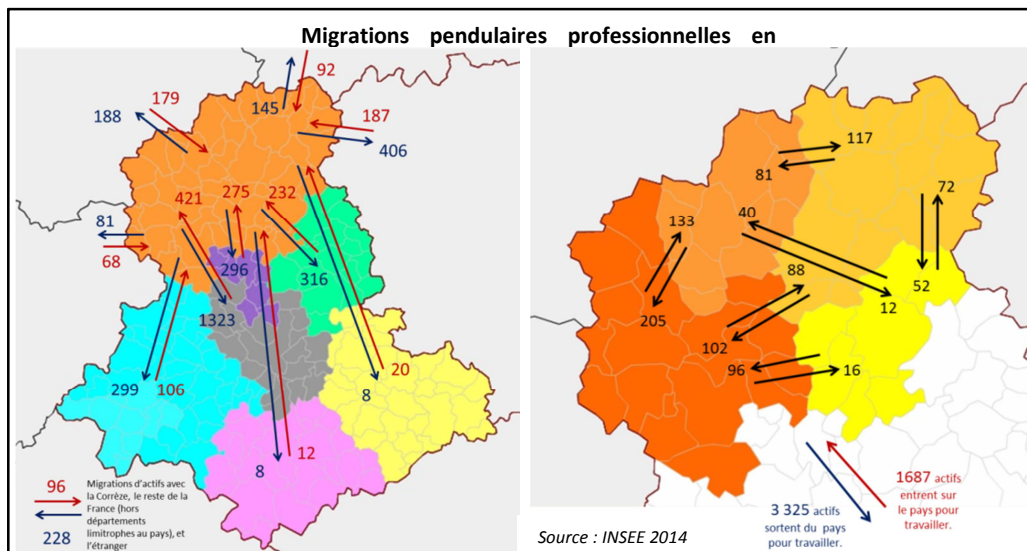 Migrations pendulaires professionnelles en
92
179
145
187
188
406
421
275
232
81
68
296
316
1323
299
106
20
8
12
8
96
228
Migrations d'actifs avec
la Corrèze, le reste de la
France (hors
départements
limitrophes au pays), et
l'étranger
117
81
72
133
40
88
52
12
205
102
96
16
1687 actifs
entrent sur
le pays pour
travailler.
3 325 actifs
sortent du pays
pour travailler.
Source : INSEE 2014